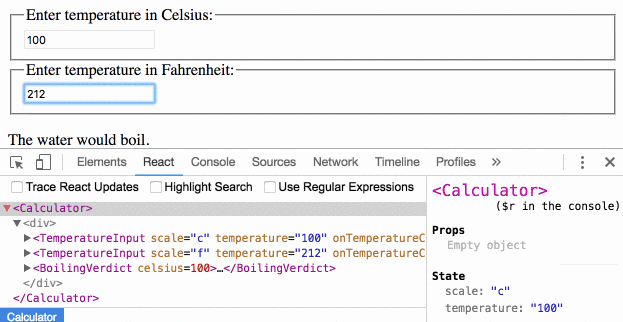 Enter temperature in Celsius:
100
Enter temperature in Fahrenheit:
212
The water would boil.
Elements React Console Sources Network Timeline Profiles »
Trace React Updates Highlight Search Use Regular Expressions
<Calculator>
<div>
<TemperatureInput scale="c" temperature="100" onTemperatureC
<TemperatureInput scale="f" temperature="212" onTemperatureC
<BoilingVerdict celsius=100>…</BoilingVerdict>
</div>
</Calculator>
Calculator
<Calculator>
($r in the console)
Props
Empty object
State
scale: "c"
temperature: "100"